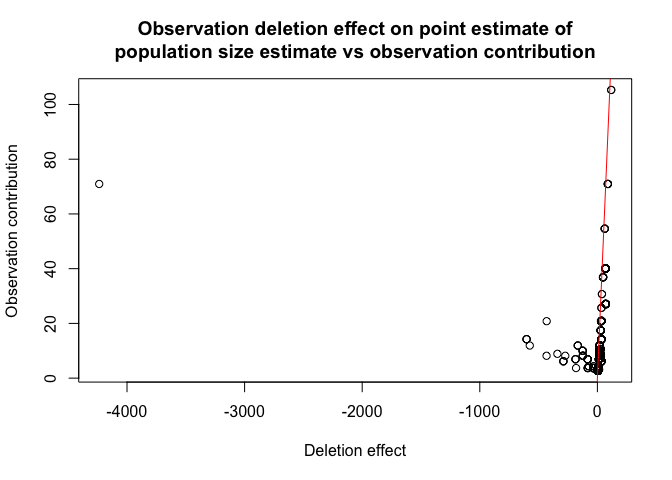 Observation deletion effect on point estimate of
population size estimate vs observation contribution
100
80
60
40
20
0
Observation contribution
-4000
-3000
-2000
-1000
0
Deletion effect